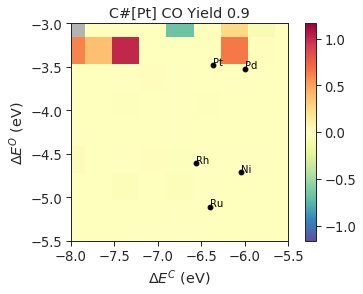 C#[Pt] CO Yield 0.9
−3.0
−3.5
−4.0
−4.5
−5.0
−5.5
ΔE^O (eV)
Pt
Pd
Rh
Ni
Ru
−8.0 −7.5 −7.0 −6.5 −6.0 −5.5
ΔE^C (eV)
1.0
0.5
0.0
−0.5
−1.0